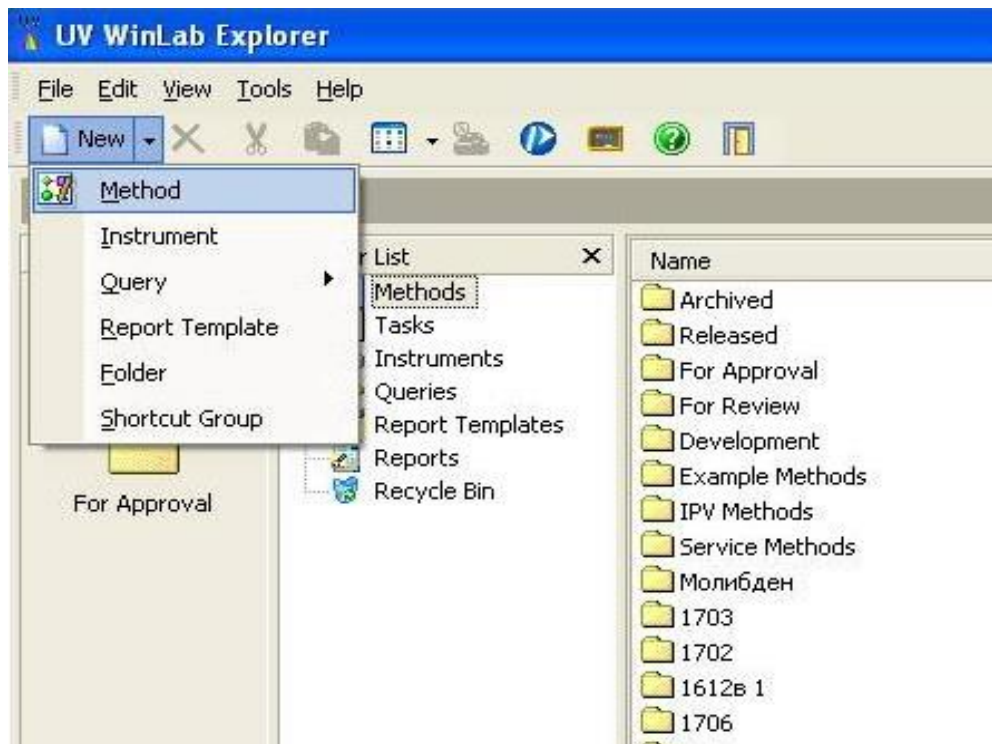 UV WinLab Explorer
File Edit View Tools Help
New
Method
Instrument
Query
Report Template
Folder
Shortcut Group
For Approval
List
Methods
Tasks
Instruments
Queries
Report Templates
Reports
Recycle Bin
Name
Archived
Released
For Approval
For Review
Development
Example Methods
IPV Methods
Service Methods
Молибден
1703
1702
1612в 1
1706